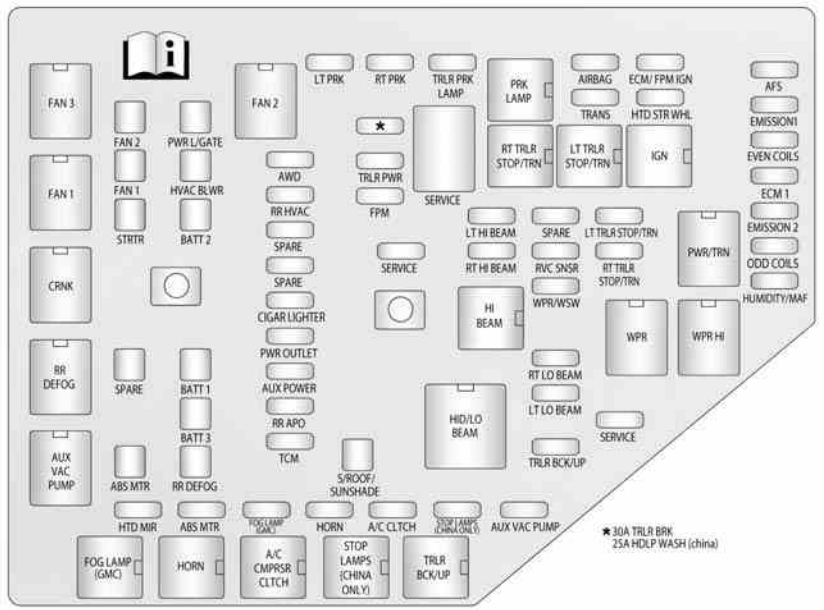 LT PRK
RT PRK
TRLR PRK
LAMP
PRK
LAMP
AIRBAG
ECM/ FPM IGN
AFS
FAN 3
FAN 2
PWR L/GATE
FAN 2
★
TRANS
HTD STR WHL
EMISSION1
RT TRLR
STOP/TRN
LT TRLR
STOP/TRN
IGN
EVEN COILS
AWD
TRLR PWR
SERVICE
FAN 1
FAN 1
HVAC BLWR
RR HVAC
FPM
ECM 1
STRTR
BATT 2
SPARE
LT HI BEAM
SPARE
LT TRLR STOP/TRN
EMISSION 2
PWR/TRN
SPARE
SERVICE
RT HI BEAM
RVC SNSR
RT TRLR
STOP/TRN
ODD COILS
CRNK
CIGAR LIGHTER
HI
BEAM
WPR/WSW
HUMIDITY/MAF
PWR OUTLET
WPR
WPR HI
RR
DEFOG
SPARE
BATT 1
AUX POWER
RT LO BEAM
RR APO
HID/LO
BEAM
LT LO BEAM
BATT 3
SERVICE
AUX
VAC
PUMP
ABS MTR
RR DEFOG
TCM
S/ROOF/
SUNSHADE
TRLR BCK/UP
HTD MIR
ABS MTR
FOG LAMP
(GMC)
HORN
A/C CLTCH
STOP LAMPS
(CHINA ONLY)
AUX VAC PUMP
★ 30A TRLR BRK
25A HDLP WASH (china)
FOG LAMP
(GMC)
HORN
A/C
CMPRSR
CLTCH
STOP
LAMPS
(CHINA
ONLY)
TRLR
BCK/UP